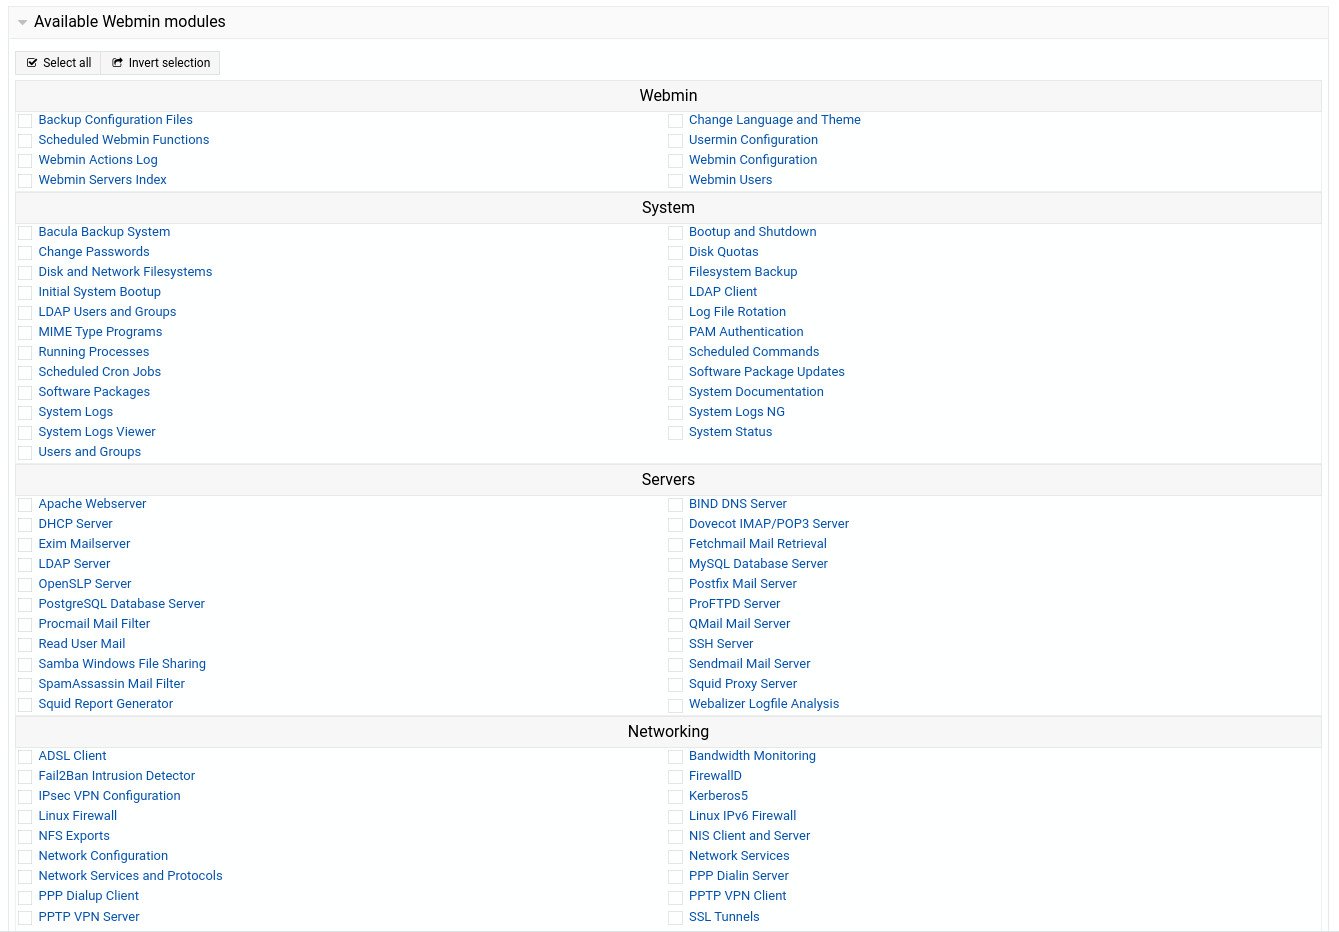 Available Webmin modules
Select all Invert selection
Webmin
Backup Configuration Files Change Language and Theme
Scheduled Webmin Functions Usermin Configuration
Webmin Actions Log Webmin Configuration
Webmin Servers Index Webmin Users
System
Bacula Backup System Bootup and Shutdown
Change Passwords Disk Quotas
Disk and Network Filesystems Filesystem Backup
Initial System Bootup LDAP Client
LDAP Users and Groups Log File Rotation
MIME Type Programs PAM Authentication
Running Processes Scheduled Commands
Scheduled Cron Jobs Software Package Updates
Software Packages System Documentation
System Logs System Logs NG
System Logs Viewer System Status
Users and Groups
Servers
Apache Webserver BIND DNS Server
DHCP Server Dovecot IMAP/POP3 Server
Exim Mailserver Fetchmail Mail Retrieval
LDAP Server MySQL Database Server
OpenSLP Server Postfix Mail Server
PostgreSQL Database Server ProFTPD Server
Procmail Mail Filter QMail Mail Server
Read User Mail SSH Server
Samba Windows File Sharing Sendmail Mail Server
SpamAssassin Mail Filter Squid Proxy Server
Squid Report Generator Webalizer Logfile Analysis
Networking
ADSL Client Bandwidth Monitoring
Fail2Ban Intrusion Detector FirewallD
IPsec VPN Configuration Kerberos5
Linux Firewall Linux IPv6 Firewall
NFS Exports NIS Client and Server
Network Configuration Network Services
Network Services and Protocols PPP Dialin Server
PPP Dialup Client PPTP VPN Client
PPTP VPN Server SSL Tunnels